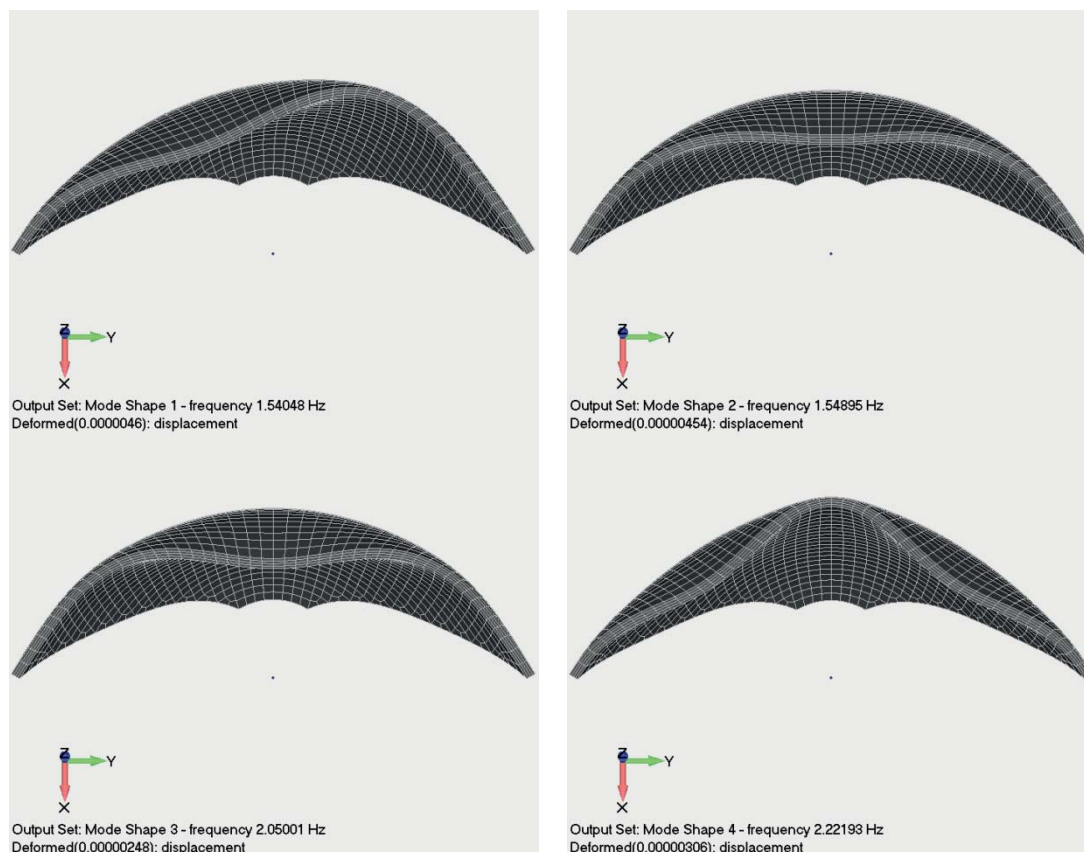 Z
Y
X
Output Set: Mode Shape 1 - frequency 1.54048 Hz
Deformed(0.0000046): displacement
Z
Y
X
Output Set: Mode Shape 2 - frequency 1.54895 Hz
Deformed(0.00000454): displacement
Z
Y
X
Output Set: Mode Shape 3 - frequency 2.05001 Hz
Deformed(0.00000248): displacement
Z
Y
X
Output Set: Mode Shape 4 - frequency 2.22193 Hz
Deformed(0.00000306): displacement